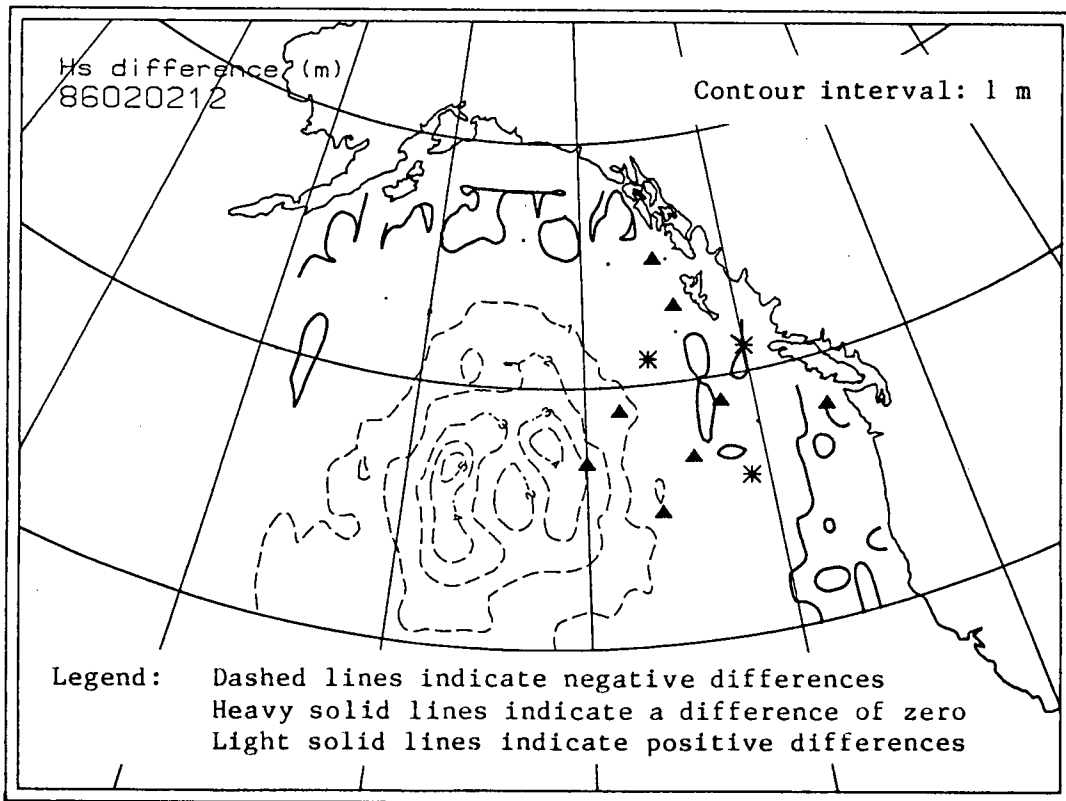 Hs difference (m)
86020212
Contour interval: 1 m
Legend: Dashed lines indicate negative differences
Heavy solid lines indicate a difference of zero
Light solid lines indicate positive differences